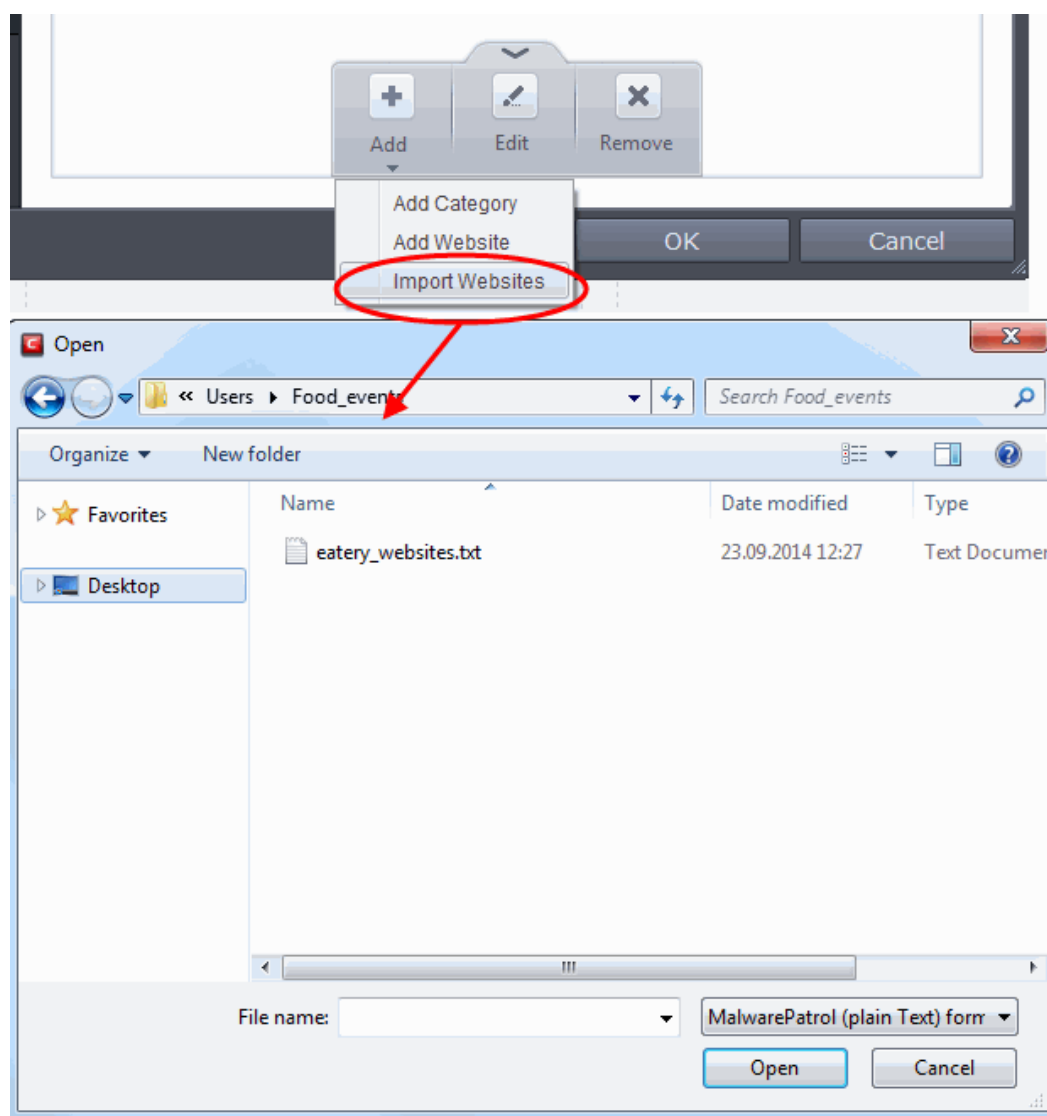 Add Edit Remove
Add Category
Add Website
Import Websites
OK Cancel
Open
« Users Food_events
Search Food_events
Organize New folder
Name Date modified Type
Favorites
eatery_websites.txt 23.09.2014 12:27 Text Documen
Desktop
File name: MalwarePatrol (plain Text) form
Open Cancel